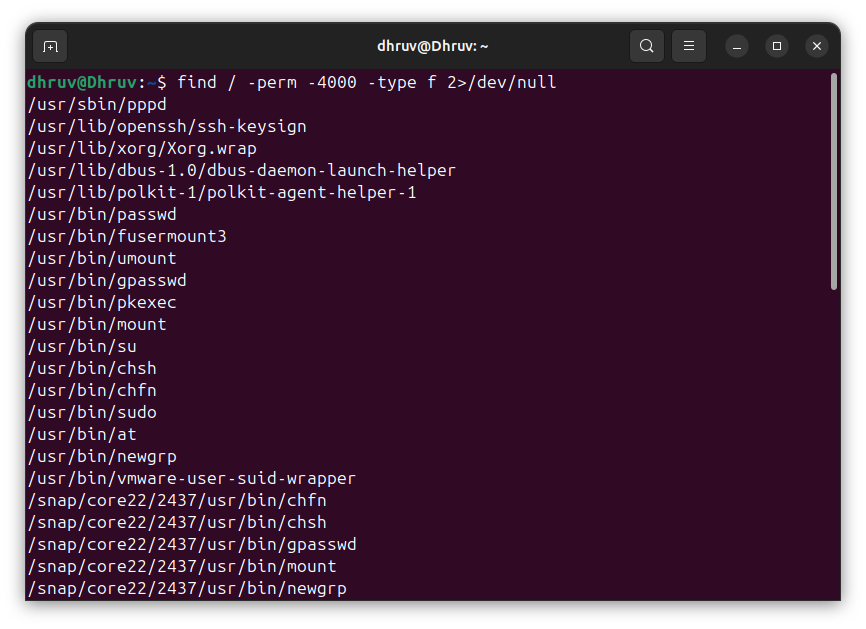 dhruv@Dhruv: ~
dhruv@Dhruv:~$ find / -perm -4000 -type f 2>/dev/null
/usr/sbin/pppd
/usr/lib/openssh/ssh-keysign
/usr/lib/xorg/Xorg.wrap
/usr/lib/dbus-1.0/dbus-daemon-launch-helper
/usr/lib/polkit-1/polkit-agent-helper-1
/usr/bin/passwd
/usr/bin/fusermount3
/usr/bin/umount
/usr/bin/gpasswd
/usr/bin/pkexec
/usr/bin/mount
/usr/bin/su
/usr/bin/chsh
/usr/bin/chfn
/usr/bin/sudo
/usr/bin/at
/usr/bin/newgrp
/usr/bin/vmware-user-suid-wrapper
/snap/core22/2437/usr/bin/chfn
/snap/core22/2437/usr/bin/chsh
/snap/core22/2437/usr/bin/gpasswd
/snap/core22/2437/usr/bin/mount
/snap/core22/2437/usr/bin/newgrp